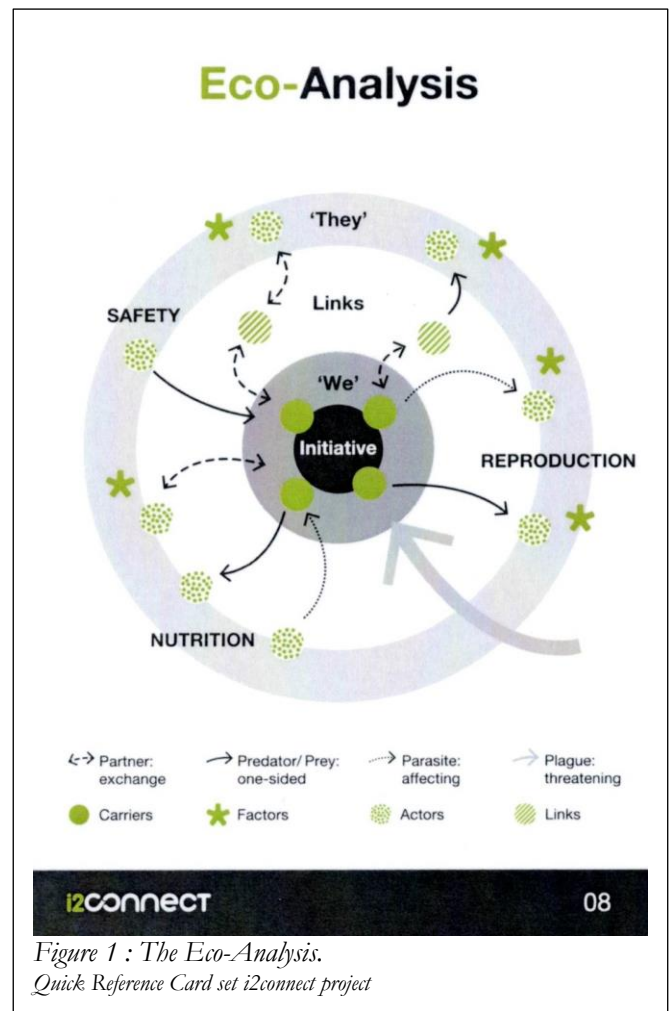 Eco-Analysis
'They'
Links
SAFETY
'We'
Initiative
REPRODUCTION
NUTRITION
Partner: exchange
Predator/ Prey: one-sided
Parasite: affecting
Plague: threatening
Carriers
Factors
Actors
Links
i2connect
08
Figure 1 : The Eco-Analysis.
Quick Reference Card set i2connect project